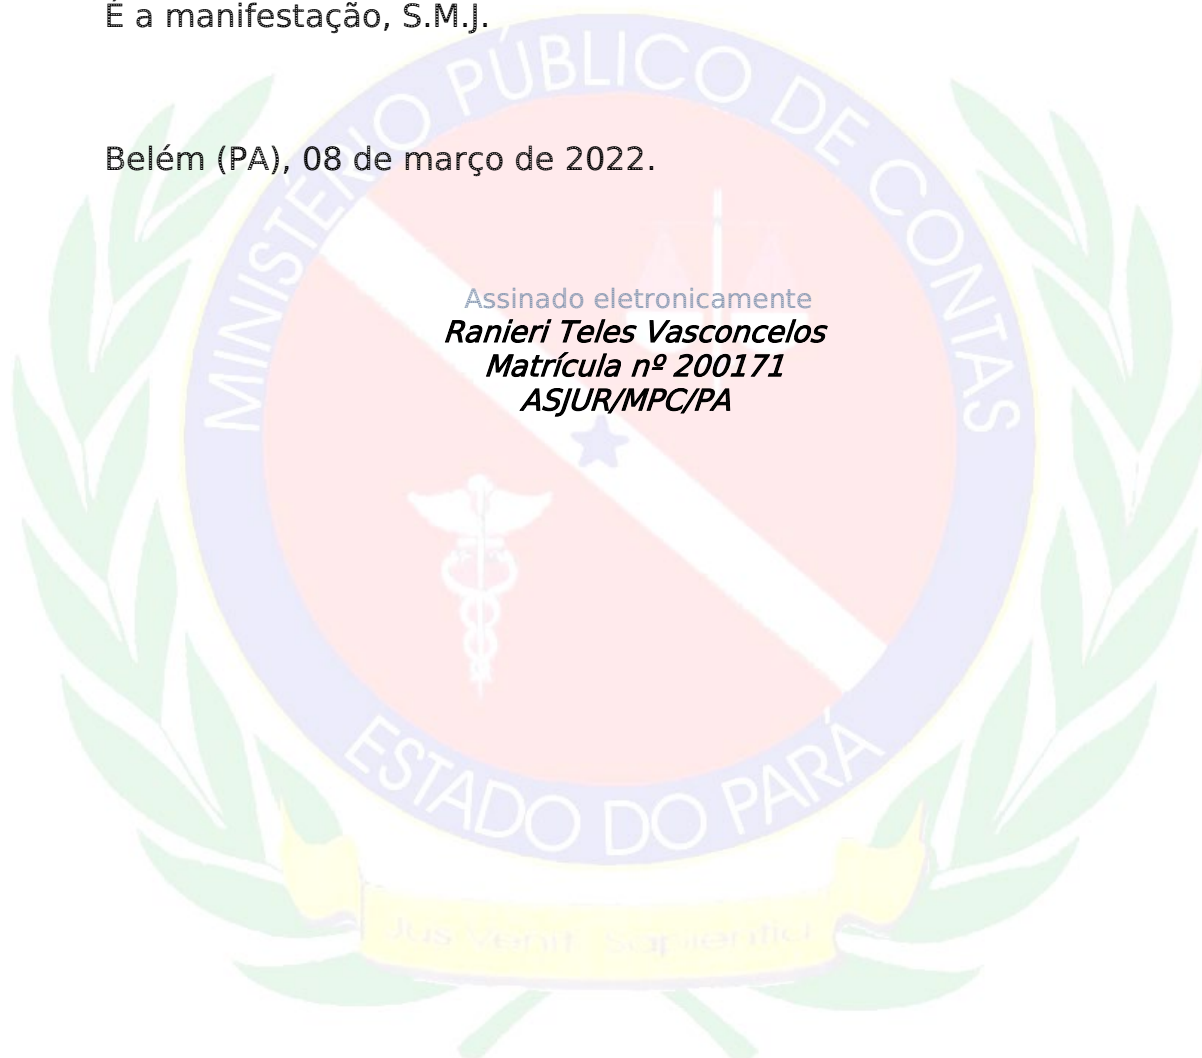 É a manifestação, S.M.J.
MINISTÉRIO PÚBLICO DE CONTAS
Belém (PA), 08 de março de 2022.
Assinado eletronicamente
Ranieri Teles Vasconcelos
Matrícula nº 200171
ASJUR/MPC/PA
ESTADO DO PARÁ
Jus